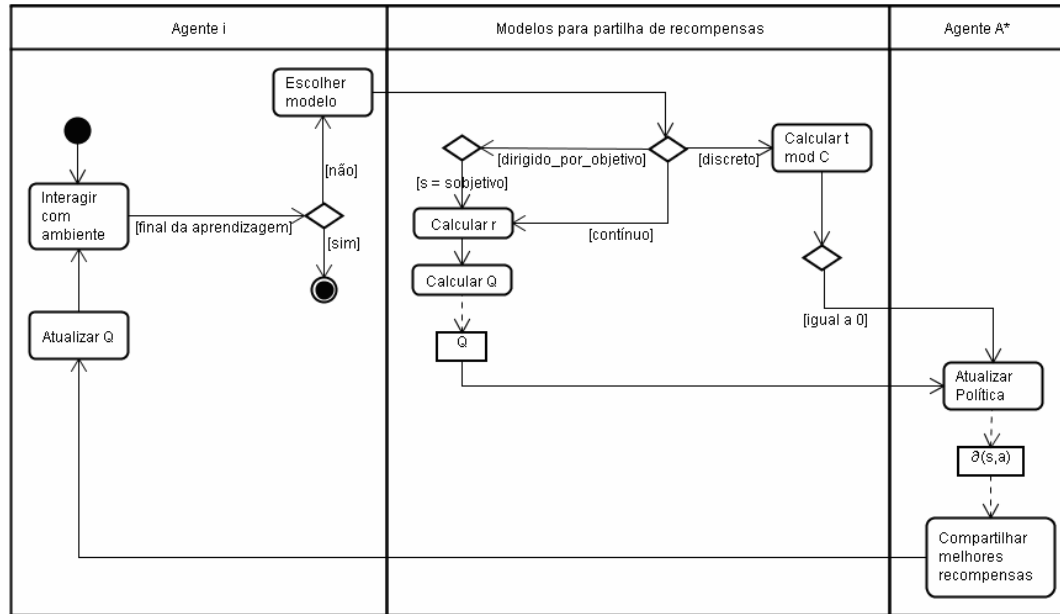 Agente i
Modelos para partilha de recompensas
Agente A*
Escolher
modelo
[não]
Interagir
com
ambiente
[final da aprendizagem]
[sim]
Atualizar Q
[dirigido_por_objetivo]
[discreto]
Calcular t
mod C
[s = sobjetivo]
Calcular r
[contínuo]
Calcular Q
Q
[igual a 0]
Atualizar
Política
∂(s,a)
Compartilhar
melhores
recompensas